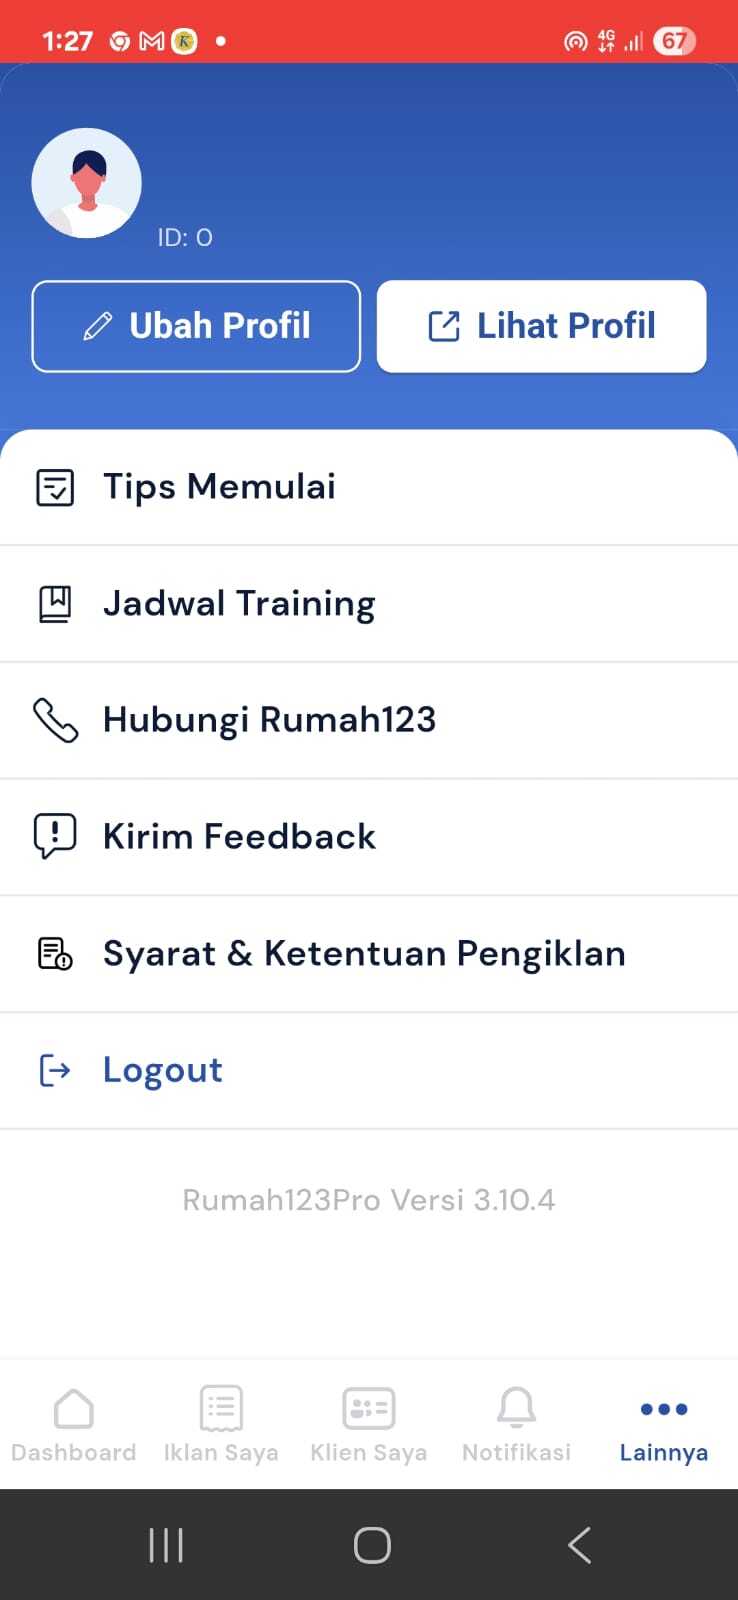 1:27
4G
67
ID: 0
Ubah Profil
Lihat Profil
Tips Memulai
Jadwal Training
Hubungi Rumah123
Kirim Feedback
Syarat & Ketentuan Pengiklan
Logout
Rumah123Pro Versi 3.10.4
Dashboard
Iklan Saya
Klien Saya
Notifikasi
Lainnya